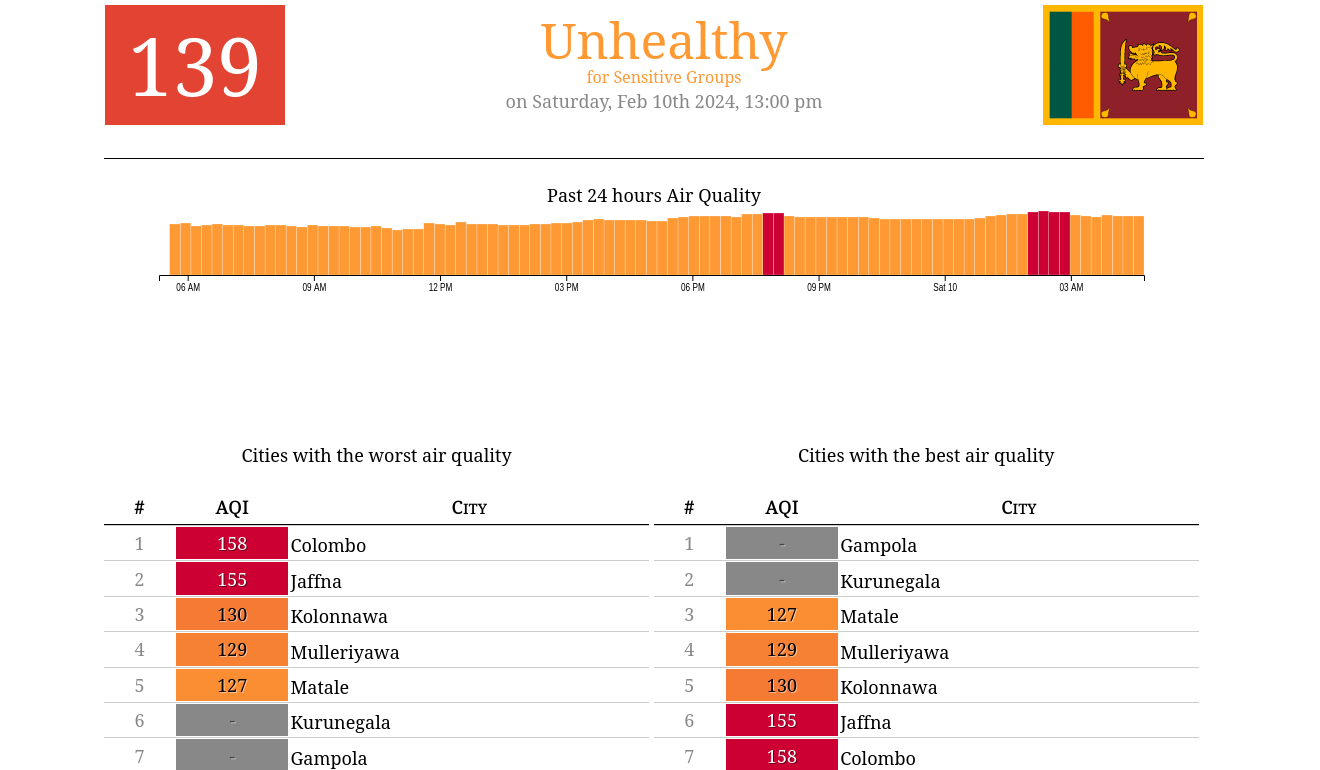 139
Unhealthy
for Sensitive Groups
on Saturday, Feb 10th 2024, 13:00 pm
Past 24 hours Air Quality
06 AM 09 AM 12 PM 03 PM 06 PM 09 PM Sat 10 03 AM
Cities with the worst air quality
# AQI City
1 158 Colombo
2 155 Jaffna
3 130 Kolonnawa
4 129 Mulleriyawa
5 127 Matale
6 - Kurunegala
7 - Gampola
Cities with the best air quality
# AQI City
1 - Gampola
2 - Kurunegala
3 127 Matale
4 129 Mulleriyawa
5 130 Kolonnawa
6 155 Jaffna
7 158 Colombo